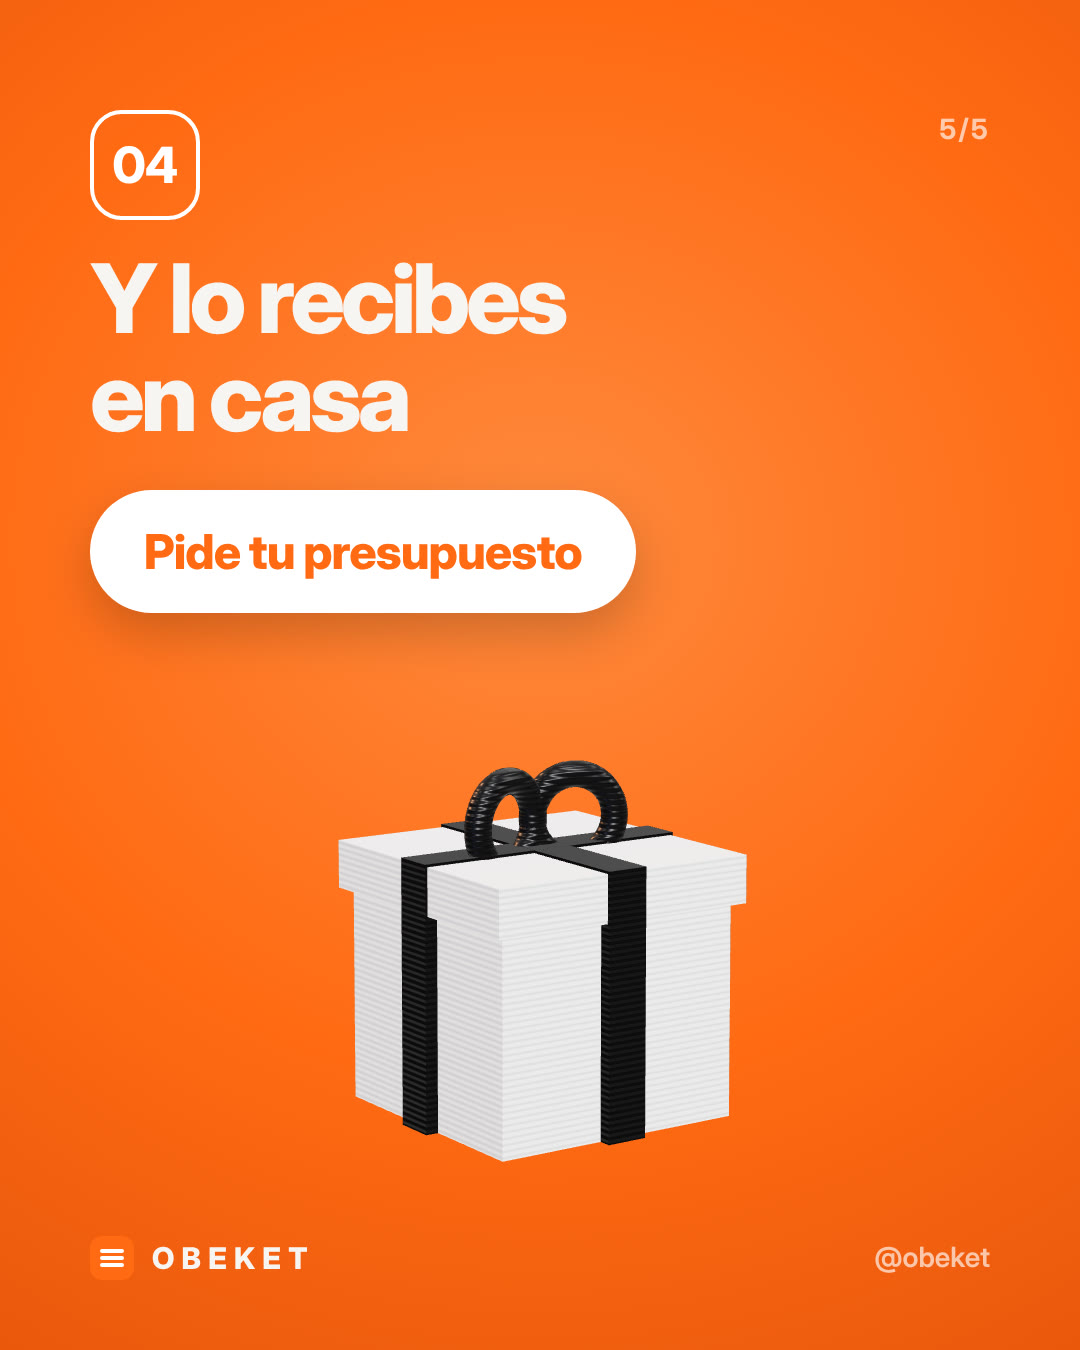 04
5/5
Y lo recibes
en casa
Pide tu presupuesto
OBEKET
@obeket